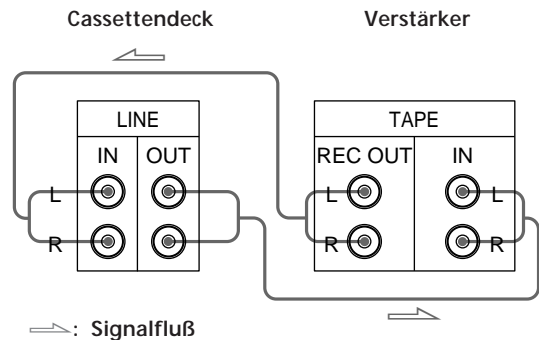 Cassettendeck Verstärker
LINE TAPE
IN OUT REC OUT IN
L L L
R R R
: Signalfluß